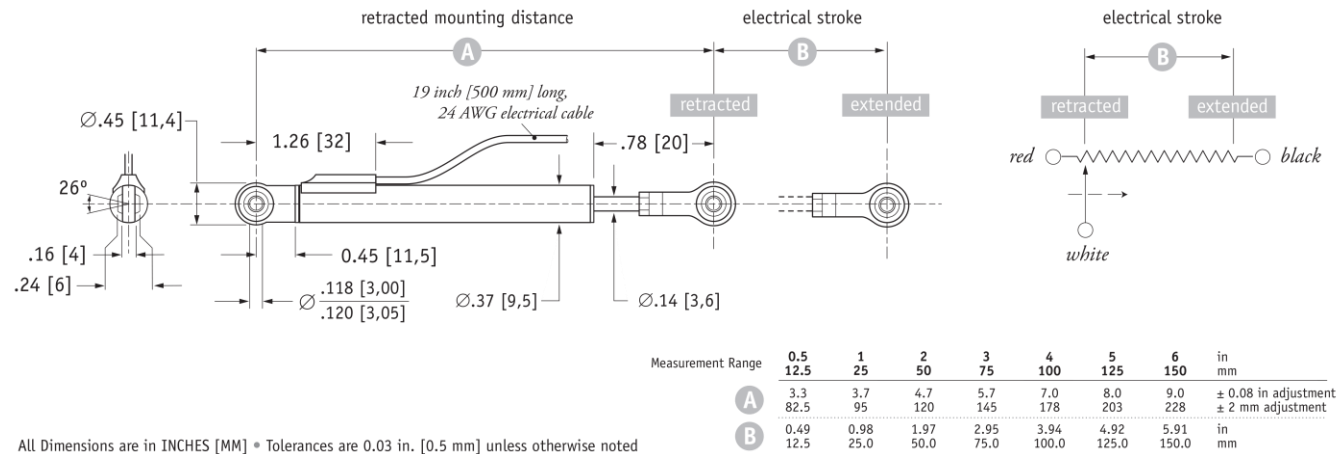 retracted mounting distance
electrical stroke
electrical stroke
A
B
B
19 inch [500 mm] long,
24 AWG electrical cable
retracted
extended
retracted
extended
Ø.45 [11,4]
1.26 [32]
.78 [20]
red
black
26º
white
.16 [4]
0.45 [11,5]
.24 [6]
Ø .118 [3,00]
.120 [3,05]
Ø.37 [9,5]
Ø.14 [3,6]
Measurement Range 0.5 1 2 3 4 5 6 in
12.5 25 50 75 100 125 150 mm
A 3.3 3.7 4.7 5.7 7.0 8.0 9.0 ± 0.08 in adjustment
82.5 95 120 145 178 203 228 ± 2 mm adjustment
B 0.49 0.98 1.97 2.95 3.94 4.92 5.91 in
12.5 25.0 50.0 75.0 100.0 125.0 150.0 mm
All Dimensions are in INCHES [MM] • Tolerances are 0.03 in. [0.5 mm] unless otherwise noted